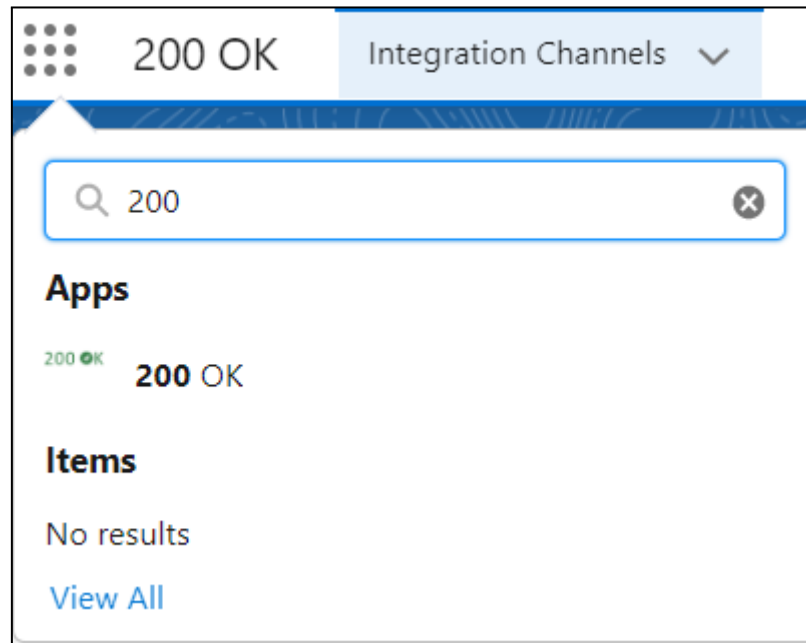 200 OK Integration Channels
200
Apps
200 OK 200 OK
Items
No results
View All